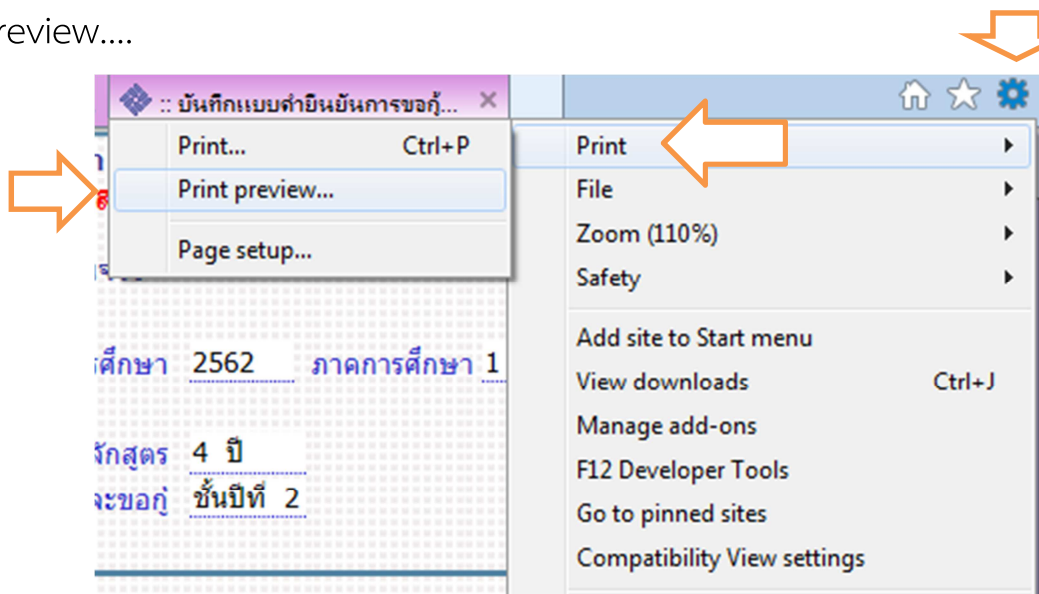 review....
:: บันทึกแบบคำยินยันการขอกู้...
Print... Ctrl+P
Print preview...
Page setup...
Print
File
Zoom (110%)
Safety
Add site to Start menu
View downloads Ctrl+J
Manage add-ons
F12 Developer Tools
Go to pinned sites
Compatibility View settings
ศึกษา 2562 ภาคการศึกษา 1
ลักสูตร 4 ปี
จะขอกู่ ชั้นปีที่ 2